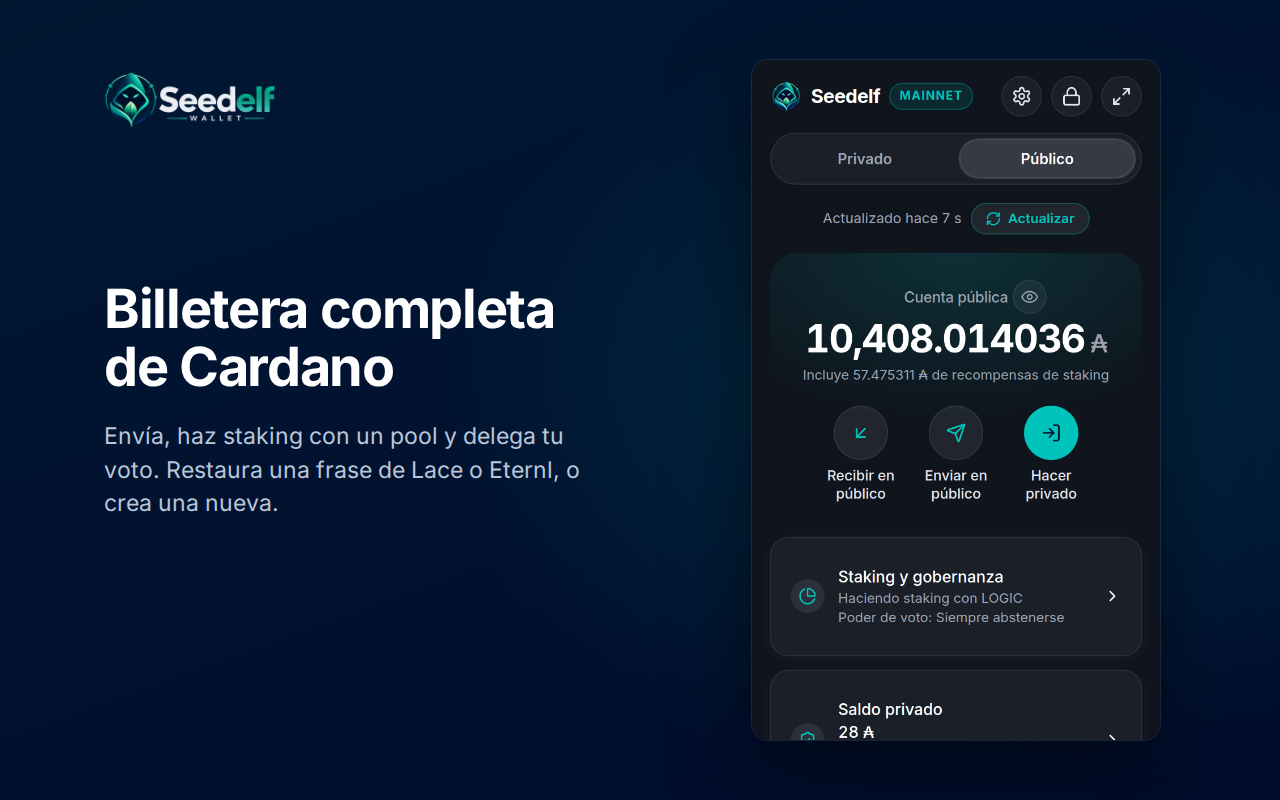 Seedelf
WALLET
Billetera completa
de Cardano
Envía, haz staking con un pool y delega tu
voto. Restaura una frase de Lace o Eternl, o
crea una nueva.
Seedelf MAINNET
Privado Público
Actualizado hace 7 s Actualizar
Cuenta pública
10,408.014036 ₳
Incluye 57.475311 ₳ de recompensas de staking
Recibir en público
Enviar en público
Hacer privado
Staking y gobernanza
Haciendo staking con LOGIC
Poder de voto: Siempre abstenerse
Saldo privado
28 ₳